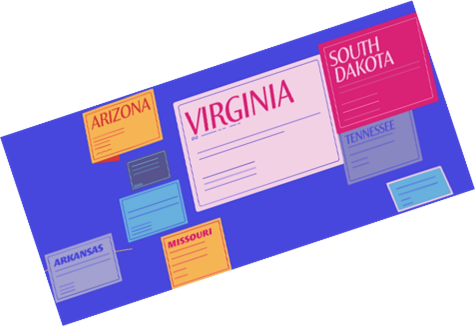 ARIZONA
VIRGINIA
SOUTH
DAKOTA
TENNESSEE
ARKANSAS
MISSOURI